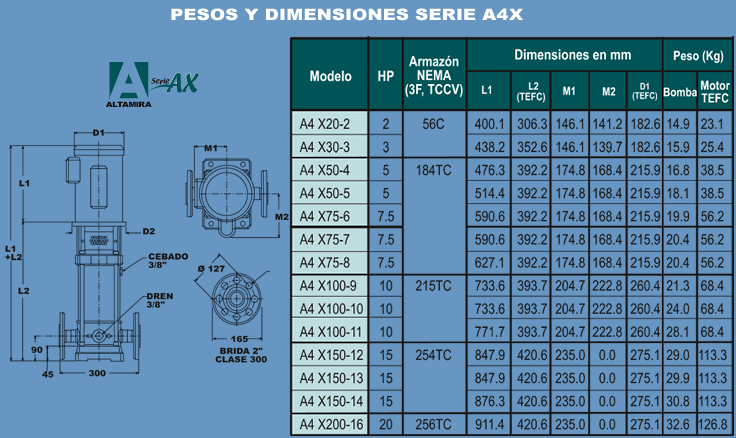 PESOS Y DIMENSIONES SERIE A4X
A
Serie AX
ALTAMIRA
D1
L1
L1
+L2
L2
D2
CEBADO
3/8"
DREN
3/8"
90
45
300
M1
M2
Ø 127
165
BRIDA 2"
CLASE 300
Modelo HP Armazón NEMA (3F, TCCV) Dimensiones en mm Peso (Kg)
L1 L2 (TEFC) M1 M2 D1 (TEFC) Bomba Motor TEFC
A4 X20-2 2 56C 400.1 306.3 146.1 141.2 182.6 14.9 23.1
A4 X30-3 3 438.2 352.6 146.1 139.7 182.6 15.9 25.4
A4 X50-4 5 184TC 476.3 392.2 174.8 168.4 215.9 16.8 38.5
A4 X50-5 5 514.4 392.2 174.8 168.4 215.9 18.1 38.5
A4 X75-6 7.5 590.6 392.2 174.8 168.4 215.9 19.9 56.2
A4 X75-7 7.5 590.6 392.2 174.8 168.4 215.9 20.4 56.2
A4 X75-8 7.5 627.1 392.2 174.8 168.4 215.9 20.4 56.2
A4 X100-9 10 215TC 733.6 393.7 204.7 222.8 260.4 21.3 68.4
A4 X100-10 10 733.6 393.7 204.7 222.8 260.4 24.0 68.4
A4 X100-11 10 771.7 393.7 204.7 222.8 260.4 28.1 68.4
A4 X150-12 15 254TC 847.9 420.6 235.0 0.0 275.1 29.0 113.3
A4 X150-13 15 847.9 420.6 235.0 0.0 275.1 29.9 113.3
A4 X150-14 15 876.3 420.6 235.0 0.0 275.1 30.8 113.3
A4 X200-16 20 256TC 911.4 420.6 235.0 0.0 275.1 32.6 126.8